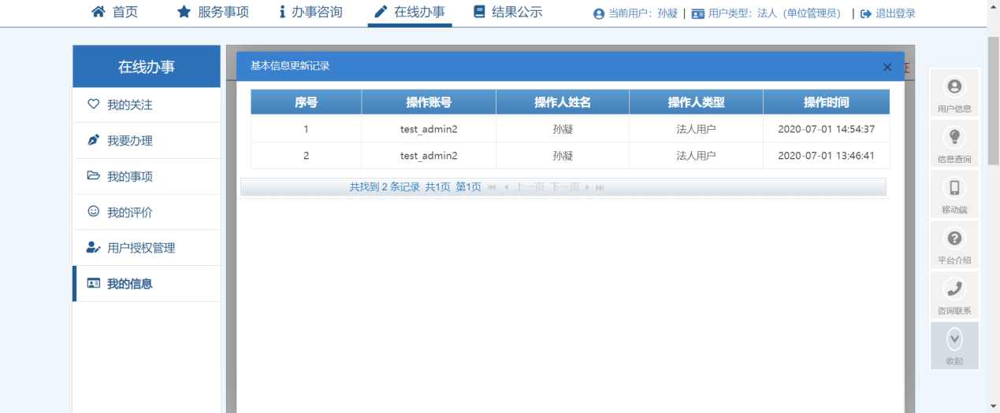 首页 服务事项 办事咨询 在线办事 结果公示 当前用户：孙凝 | 用户类型：法人（单位管理员） | 退出登录
在线办事
我的关注
我要办理
我的事项
我的评价
用户授权管理
我的信息
基本信息更新记录 ×
序号 操作账号 操作人姓名 操作人类型 操作时间
1 test_admin2 孙凝 法人用户 2020-07-01 14:54:37
2 test_admin2 孙凝 法人用户 2020-07-01 13:46:41
共找到 2 条记录 共1页 第1页 上一页 下一页
用户信息
信息查询
移动端
平台介绍
咨询联系
收起